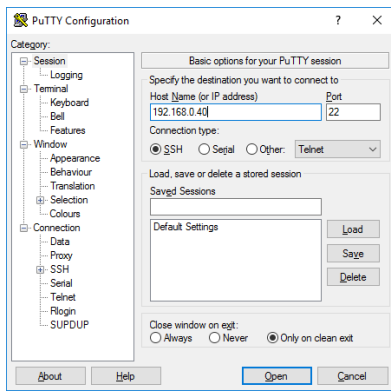 PuTTY Configuration
?
Category:
Session
Logging
Terminal
Keyboard
Bell
Features
Window
Appearance
Behaviour
Translation
Selection
Colours
Connection
Data
Proxy
SSH
Serial
Telnet
Rlogin
SUPDUP
Basic options for your PuTTY session
Specify the destination you want to connect to
Host Name (or IP address) Port
192.168.0.40 22
Connection type:
SSH Serial Other: Telnet
Load, save or delete a stored session
Saved Sessions
Default Settings
Load
Save
Delete
Close window on exit:
Always Never Only on clean exit
About Help Open Cancel